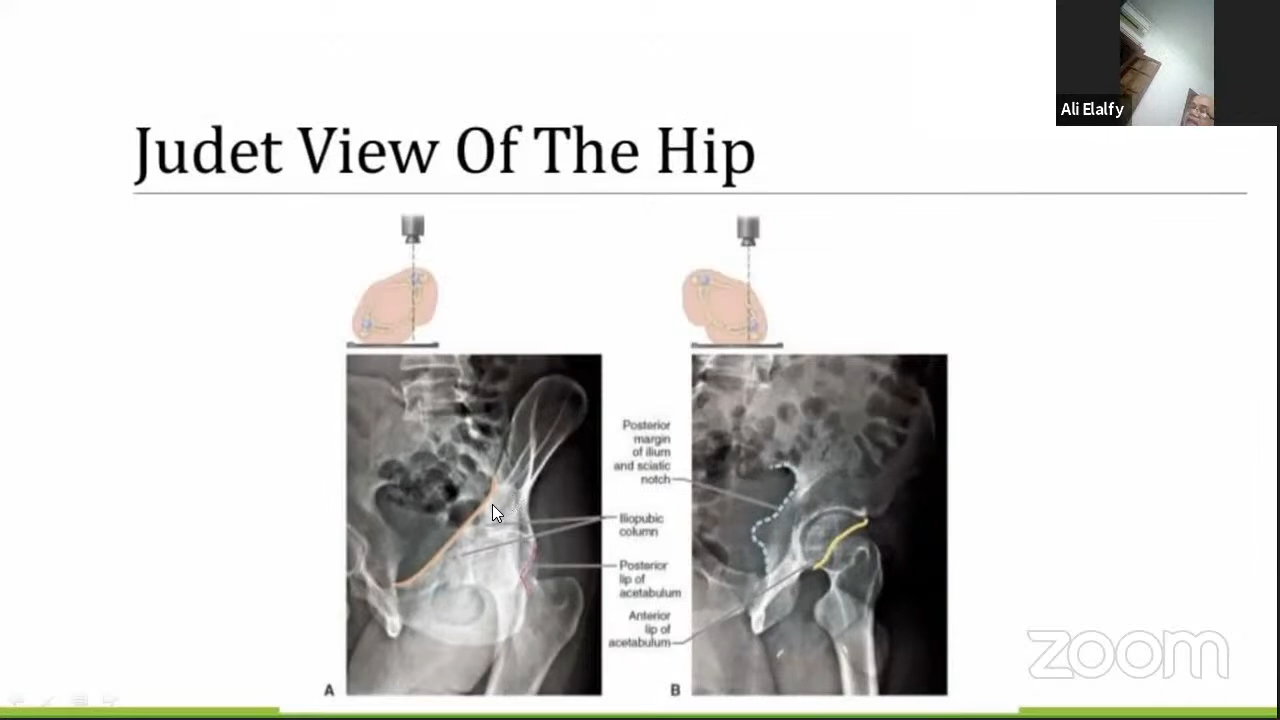 Ali Elalfy
Judet View Of The Hip
Posterior
margin
of ilium
and sciatic
notch
Iliopubic
column
Posterior
lip of
acetabulum
Anterior
lip of
acetabulum
A
B
zoom